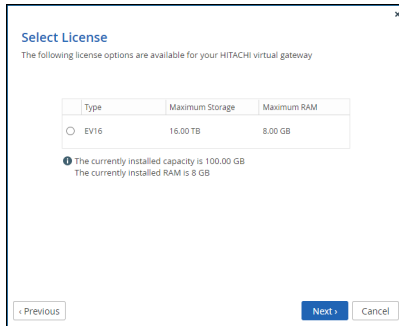 Select License
The following license options are available for your HITACHI virtual gateway
Type Maximum Storage Maximum RAM
EV16 16.00 TB 8.00 GB
The currently installed capacity is 100.00 GB
The currently installed RAM is 8 GB
‹ Previous Next › Cancel